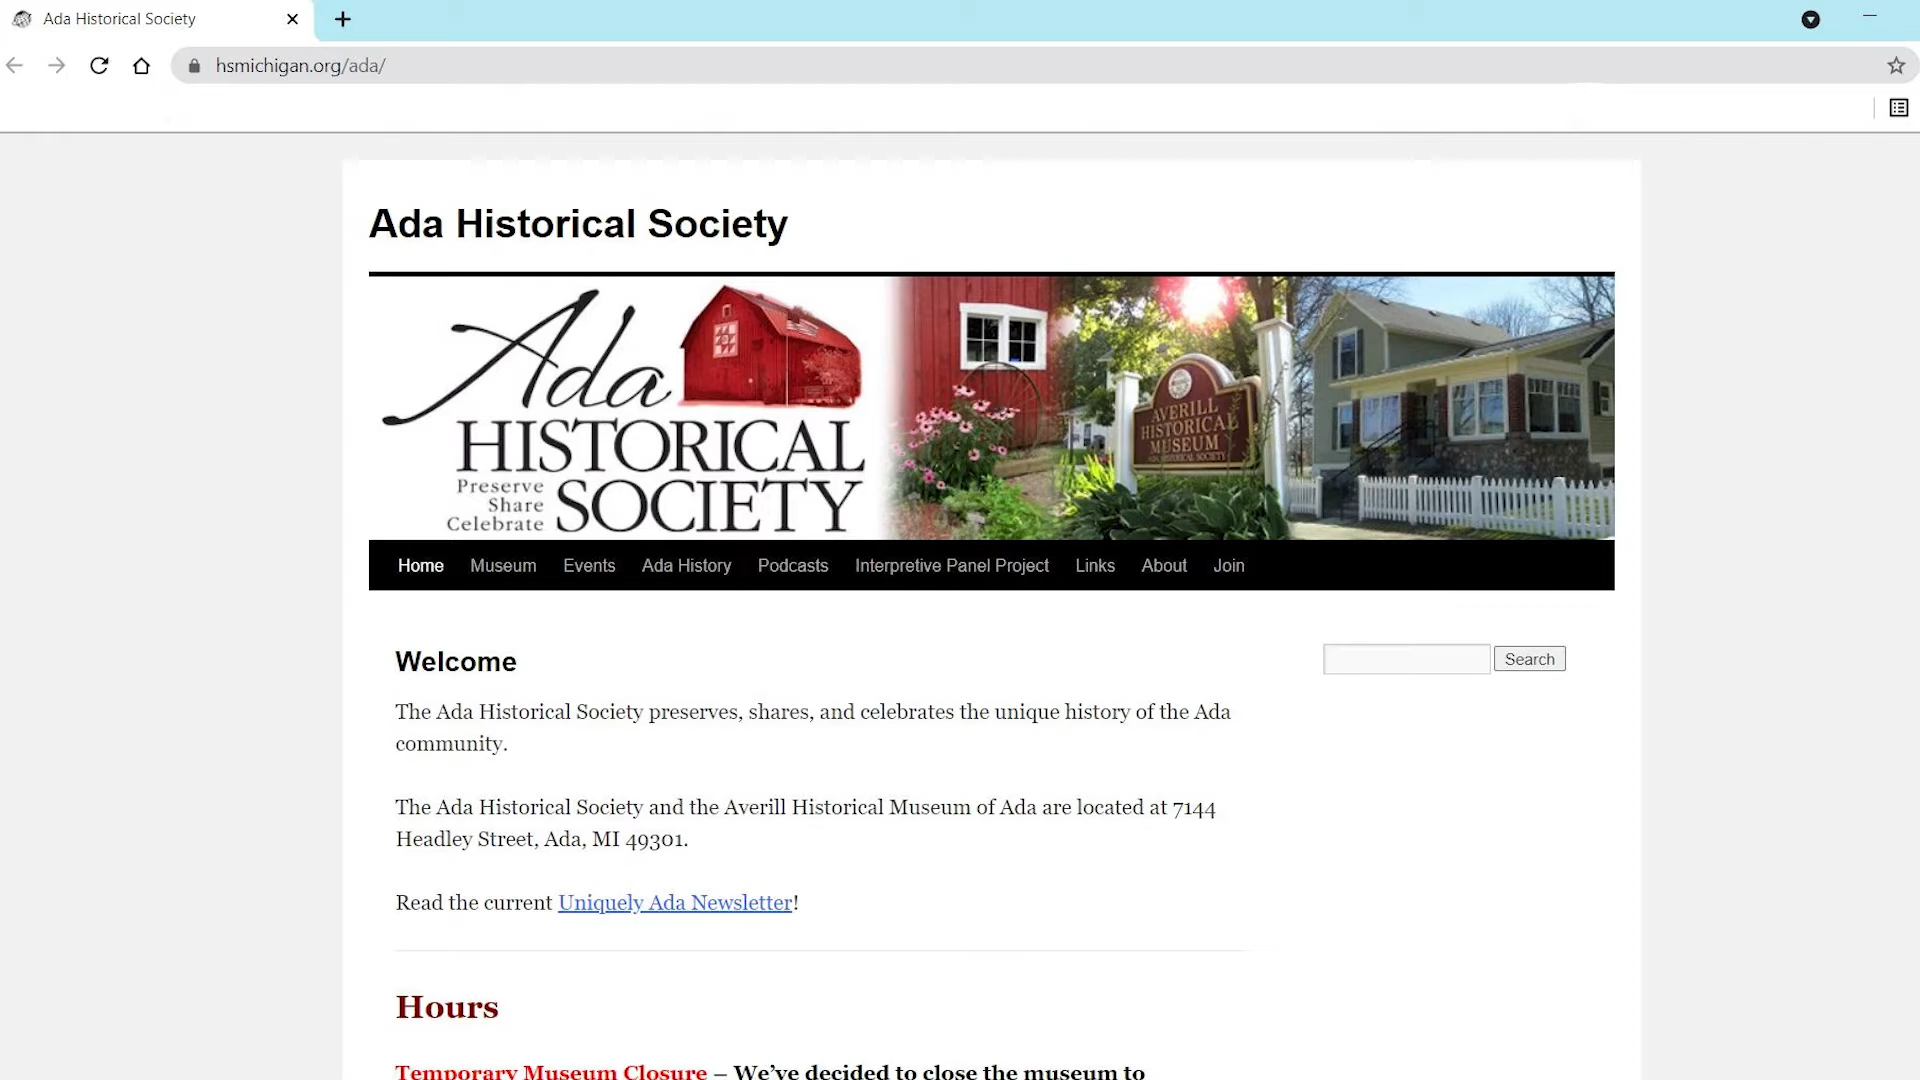 Ada Historical Society
hsmichigan.org/ada/
Ada Historical Society
Ada
HISTORICAL
Preserve
Share
Celebrate
SOCIETY
AVERILL
HISTORICAL
MUSEUM
ADA HISTORICAL SOCIETY
Home Museum Events Ada History Podcasts Interpretive Panel Project Links About Join
Welcome
Search
The Ada Historical Society preserves, shares, and celebrates the unique history of the Ada
community.
The Ada Historical Society and the Averill Historical Museum of Ada are located at 7144
Headley Street, Ada, MI 49301.
Read the current Uniquely Ada Newsletter!
Hours
Temporary Museum Closure – We’ve decided to close the museum to